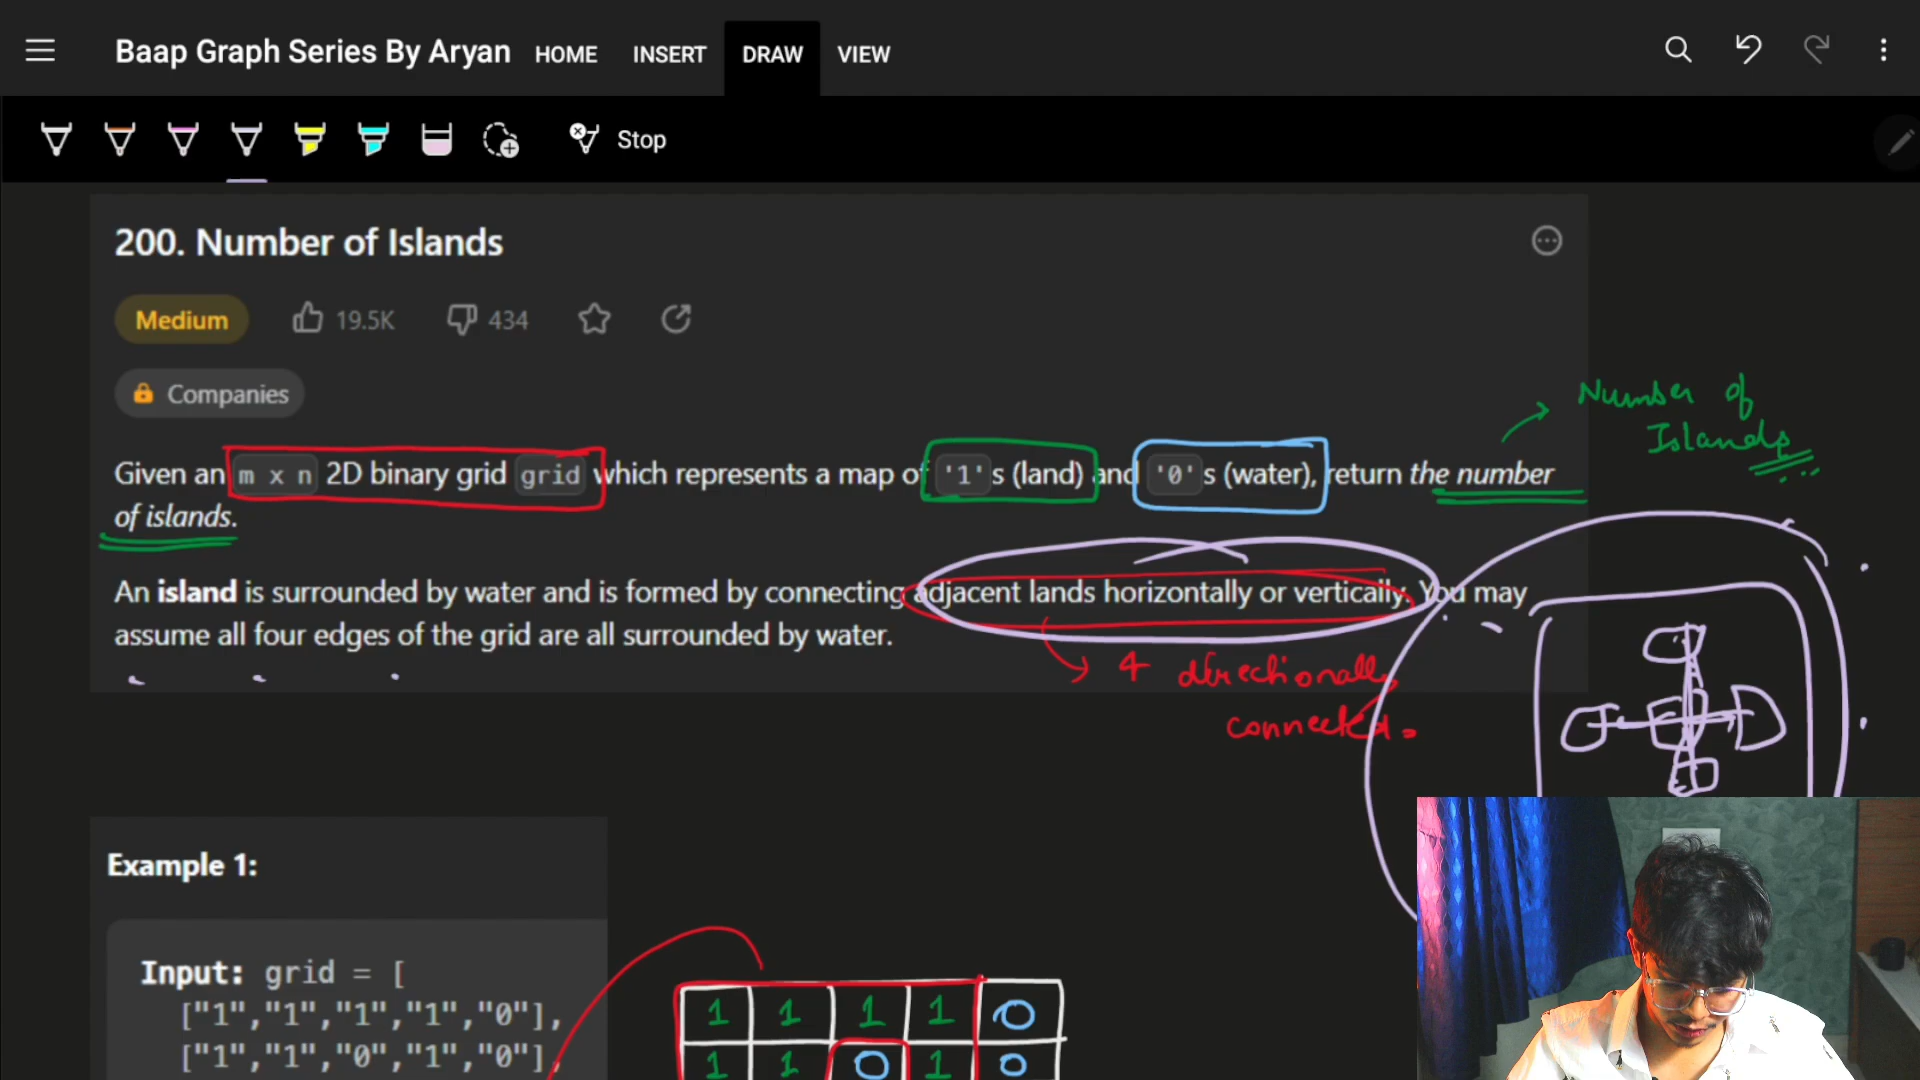 Baap Graph Series By Aryan HOME INSERT DRAW VIEW
Stop
200. Number of Islands
Medium 19.5K 434
Companies
Number of
Islands
Given an m x n 2D binary grid grid which represents a map of '1's (land) and '0's (water), return the number
of islands.
An island is surrounded by water and is formed by connecting adjacent lands horizontally or vertically. You may
assume all four edges of the grid are all surrounded by water.
4 directionally
connected.
Example 1:
Input: grid = [
["1","1","1","1","0"],
["1","1","0","1","0"],
1 1 1 1 0
1 1 0 1 0